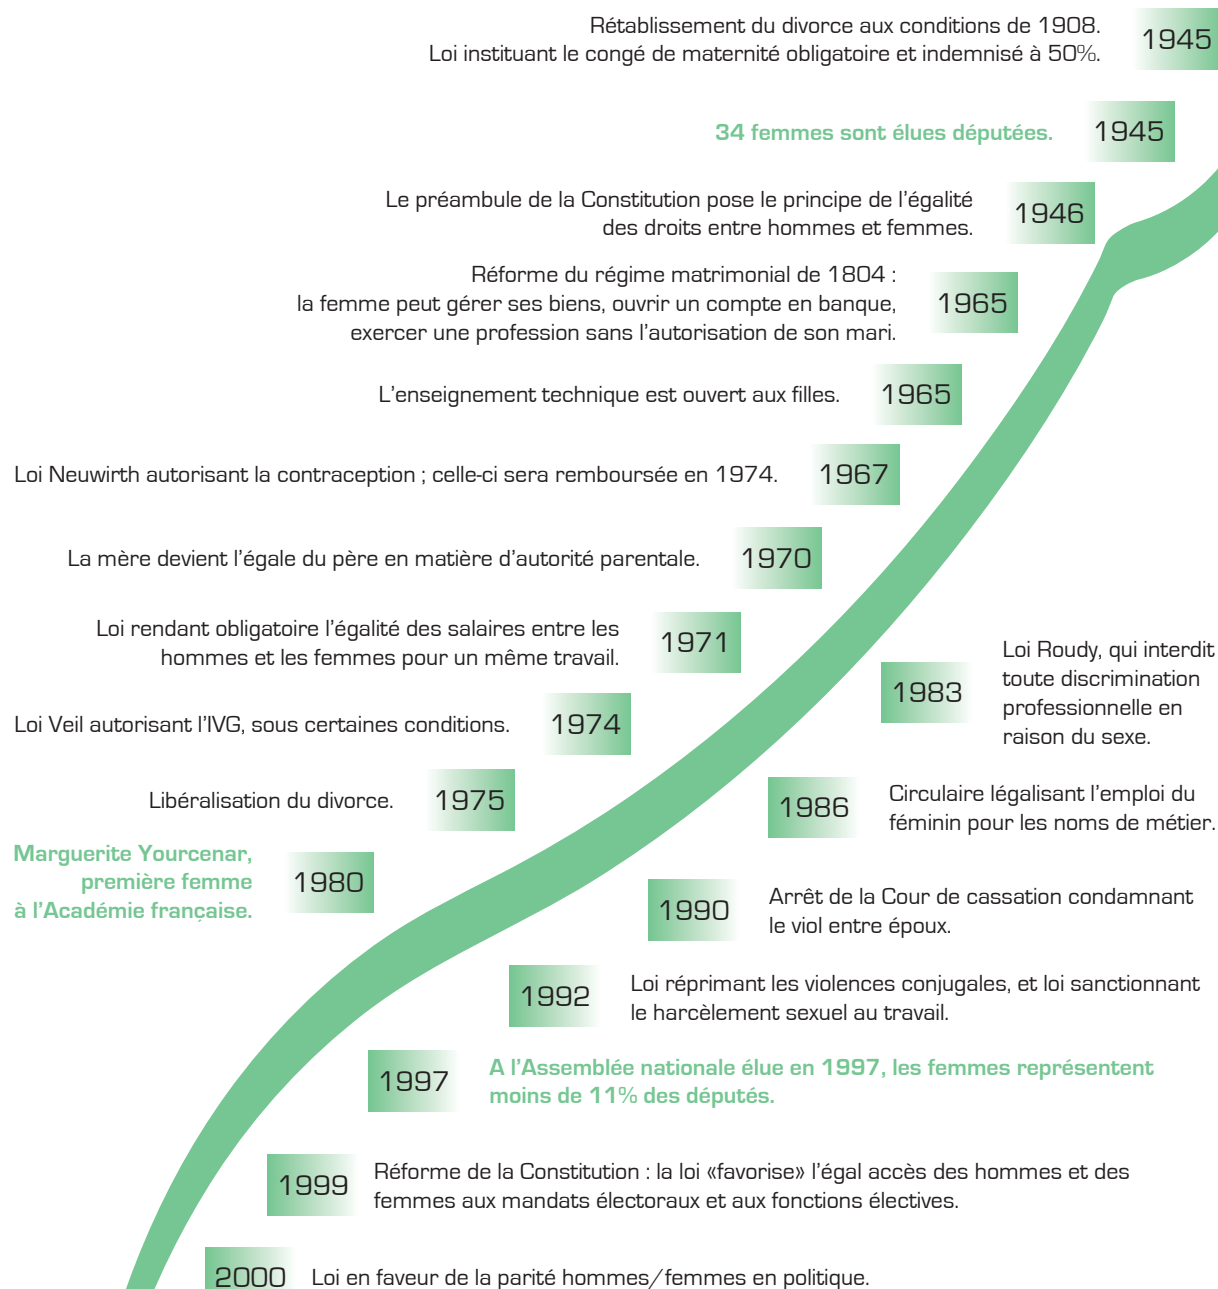 Rétablissement du divorce aux conditions de 1908.
Loi instituant le congé de maternité obligatoire et indemnisé à 50%.
1945
34 femmes sont élues députées.
1945
Le préambule de la Constitution pose le principe de l'égalité
des droits entre hommes et femmes.
1946
Réforme du régime matrimonial de 1804 :
la femme peut gérer ses biens, ouvrir un compte en banque,
exercer une profession sans l'autorisation de son mari.
1965
L'enseignement technique est ouvert aux filles.
1965
Loi Neuwirth autorisant la contraception ; celle-ci sera remboursée en 1974.
1967
La mère devient l'égale du père en matière d'autorité parentale.
1970
Loi rendant obligatoire l'égalité des salaires entre les
hommes et les femmes pour un même travail.
1971
Loi Veil autorisant l'IVG, sous certaines conditions.
1974
Libéralisation du divorce.
1975
Marguerite Yourcenar,
première femme
à l'Académie française.
1980
1983
Loi Roudy, qui interdit
toute discrimination
professionnelle en
raison du sexe.
1986
Circulaire légalisant l'emploi du
féminin pour les noms de métier.
1990
Arrêt de la Cour de cassation condamnant
le viol entre époux.
1992
Loi réprimant les violences conjugales, et loi sanctionnant
le harcèlement sexuel au travail.
1997
A l'Assemblée nationale élue en 1997, les femmes représentent
moins de 11% des députés.
1999
Réforme de la Constitution : la loi «favorise» l'égal accès des hommes et des
femmes aux mandats électoraux et aux fonctions électives.
2000
Loi en faveur de la parité hommes/femmes en politique.